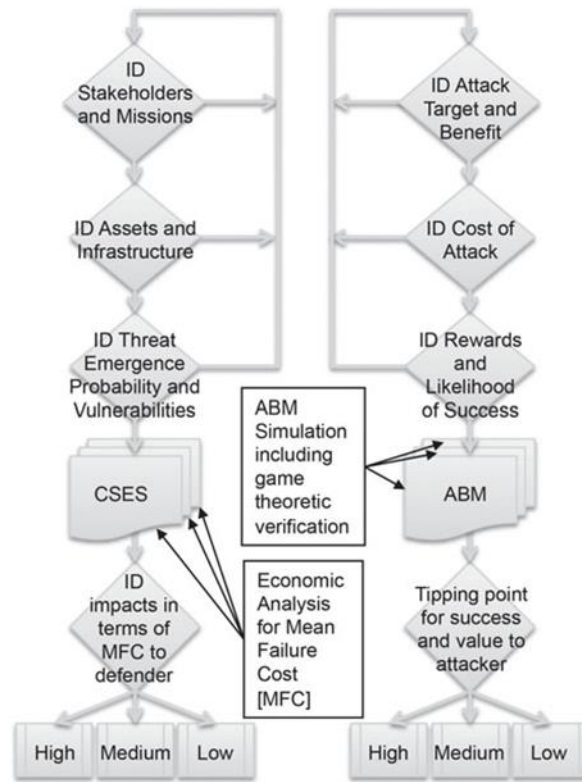 ID
Stakeholders
and Missions
ID Assets and
Infrastructure
ID Threat
Emergence
Probability and
Vulnerabilities
CSES
ID
impacts in
terms of
MFC to
defender
High
Medium
Low
ABM
Simulation
including
game
theoretic
verification
Economic
Analysis
for Mean
Failure
Cost
[MFC]
ID Attack
Target and
Benefit
ID Cost of
Attack
ID Rewards
and
Likelihood
of Success
ABM
Tipping point
for success
and value to
attacker
High
Medium
Low